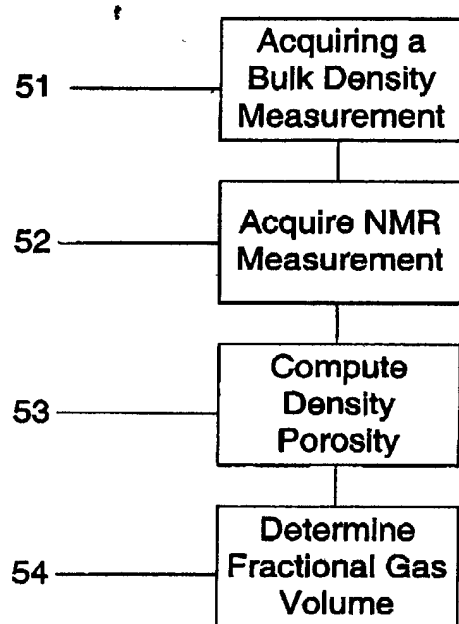 Acquiring a
51
Bulk Density
Measurement
52
Acquire NMR
Measurement
Compute
53
Density
Porosity
Determine
54
Fractional Gas
Volume